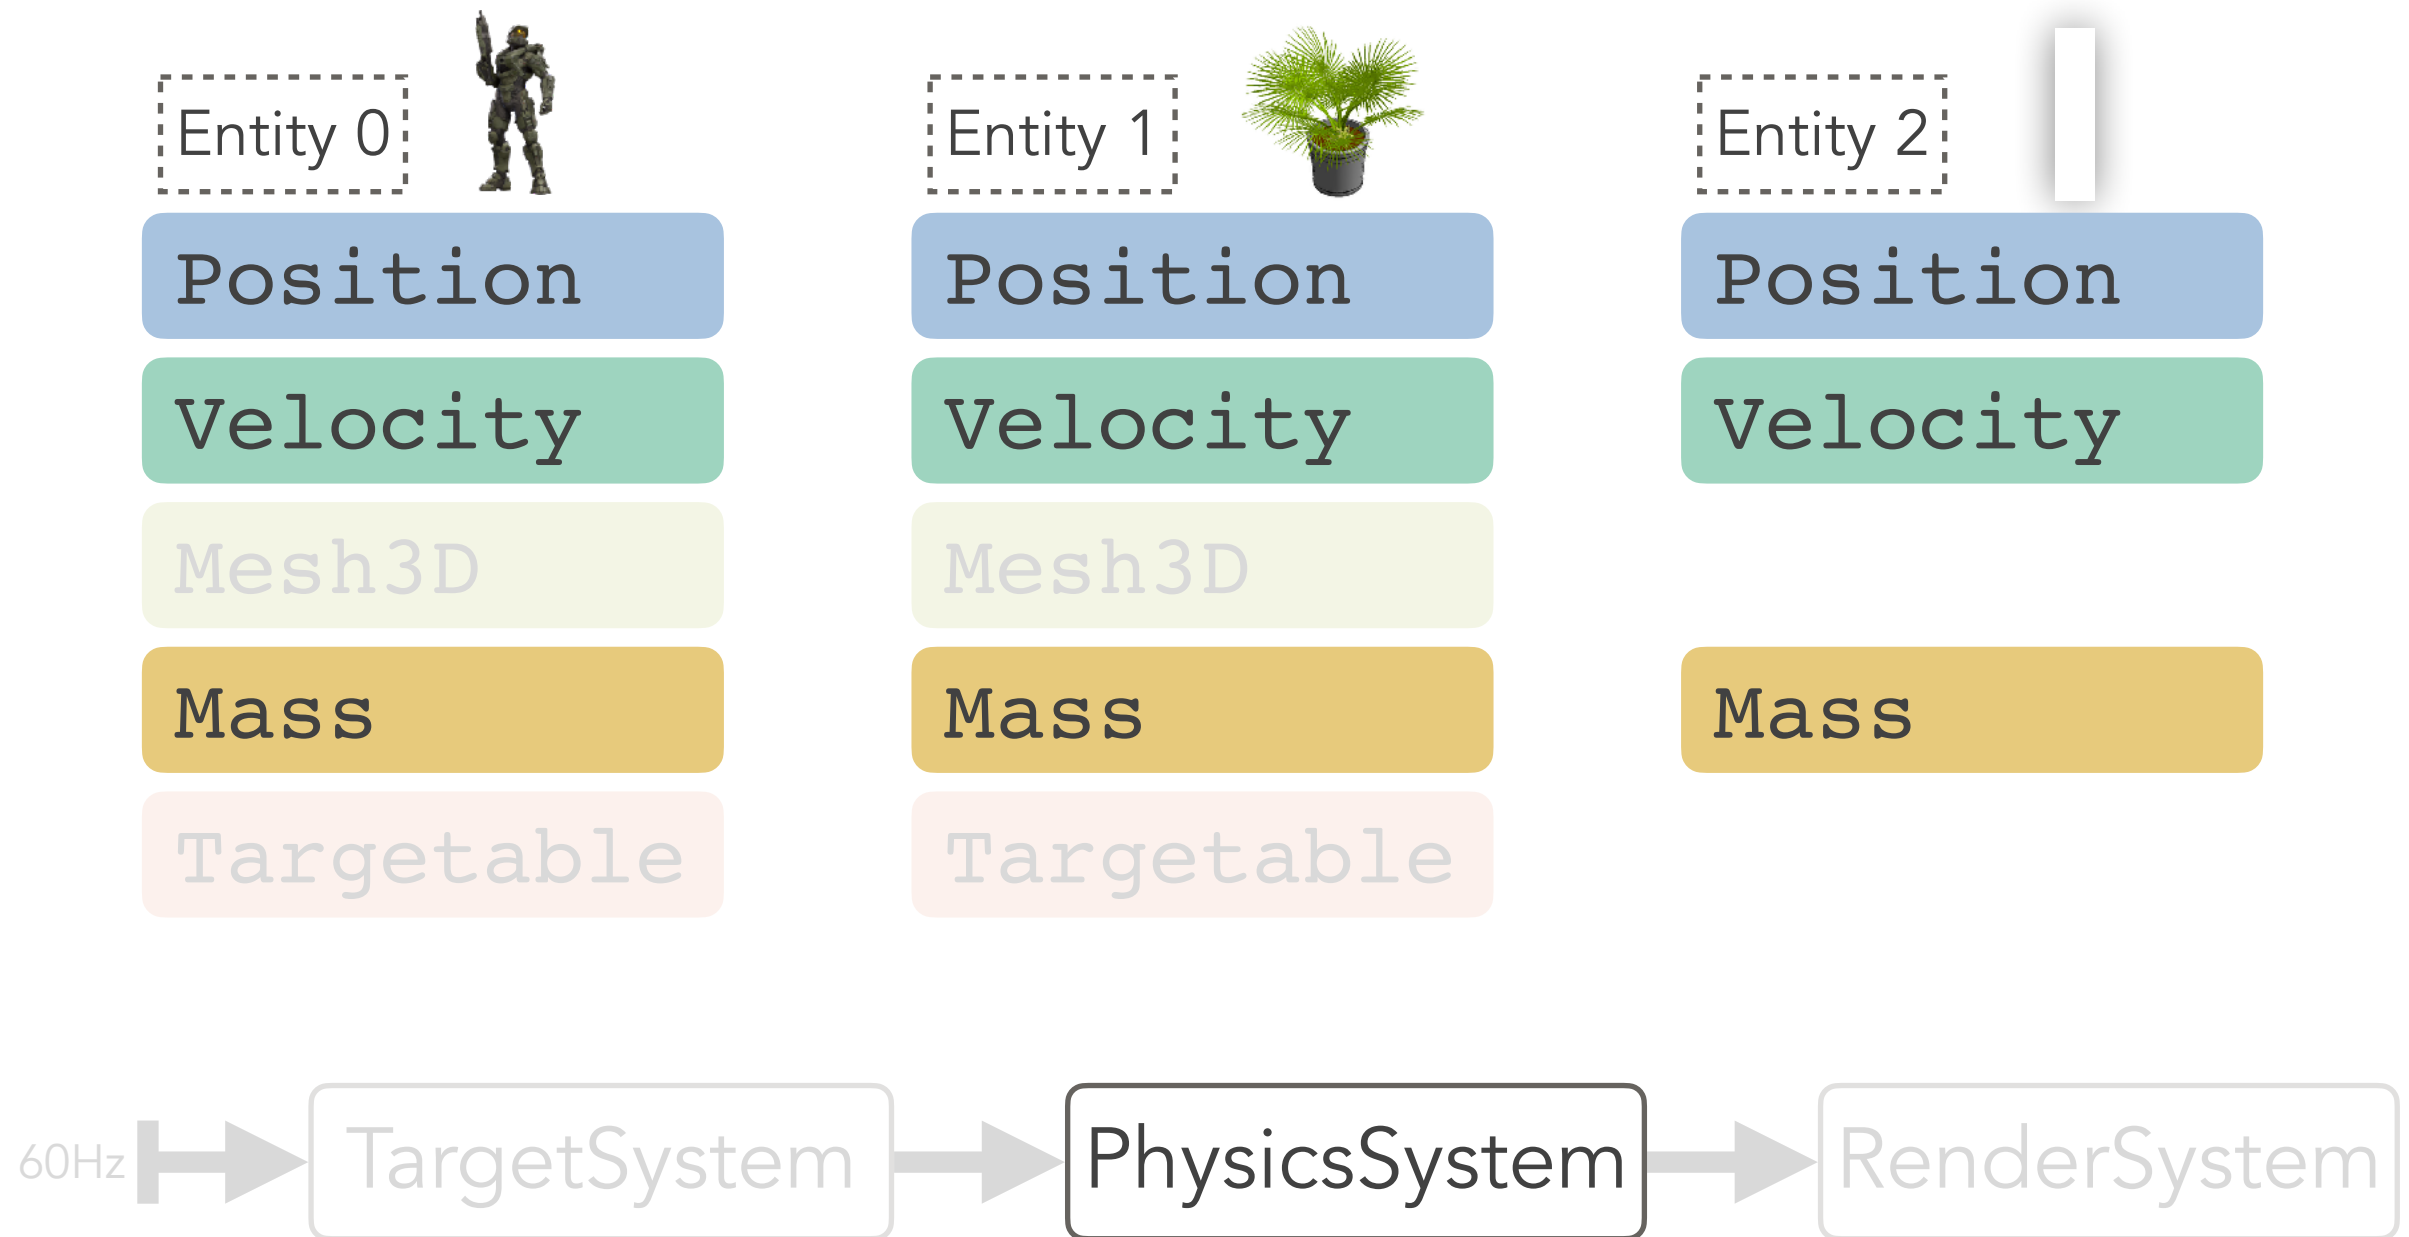 Entity 0
Entity 1
Entity 2
Position
Position
Position
Velocity
Velocity
Velocity
Mesh3D
Mesh3D
Mass
Mass
Mass
Targetable
Targetable
60Hz
TargetSystem
PhysicsSystem
RenderSystem